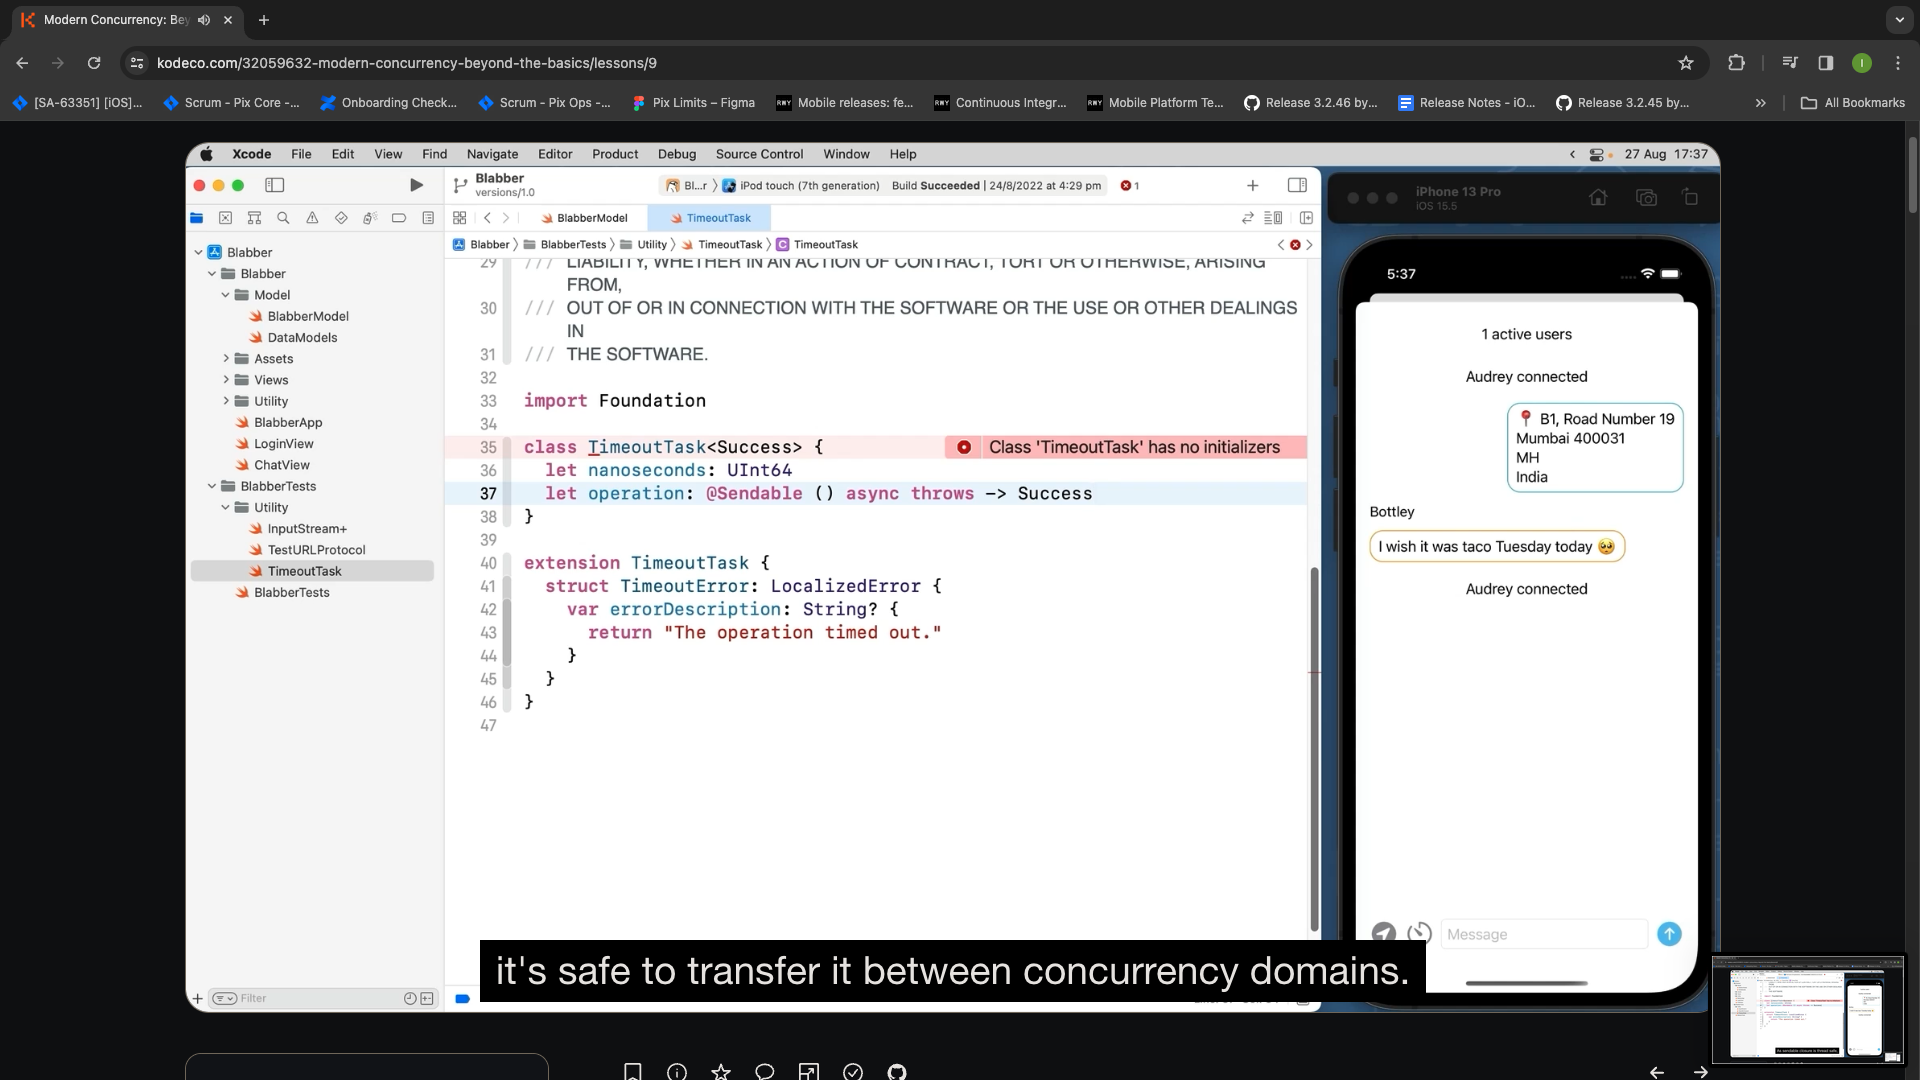 Modern Concurrency: Bey
kodeco.com/32059632-modern-concurrency-beyond-the-basics/lessons/9
I
[SA-63351] [iOS]...
Scrum - Pix Core -...
Onboarding Check...
Scrum - Pix Ops -...
Pix Limits – Figma
RWY
Mobile releases: fe...
RWY
Continuous Integr...
RWY
Mobile Platform Te...
Release 3.2.46 by...
Release Notes - iO...
Release 3.2.45 by...
All Bookmarks
Xcode File Edit View Find Navigate Editor Product Debug Source Control Window Help
27 Aug 17:37
Blabber
versions/1.0
Bl...r
iPod touch (7th generation)
Build Succeeded | 24/8/2022 at 4:29 pm
1
BlabberModel
TimeoutTask
Blabber
BlabberTests
Utility
TimeoutTask
C TimeoutTask
Blabber
Blabber
Model
BlabberModel
DataModels
Assets
Views
Utility
BlabberApp
LoginView
ChatView
BlabberTests
Utility
InputStream+
TestURLProtocol
TimeoutTask
BlabberTests
Filter
29 /// LIABILITY, WHETHER IN AN ACTION OF CONTRACT, TORT OR OTHERWISE, ARISING
FROM,
30 /// OUT OF OR IN CONNECTION WITH THE SOFTWARE OR THE USE OR OTHER DEALINGS
IN
31 /// THE SOFTWARE.
32
33 import Foundation
34
35 class TimeoutTask<Success> {
Class 'TimeoutTask' has no initializers
36 let nanoseconds: UInt64
37 let operation: @Sendable () async throws -> Success
38 }
39
40 extension TimeoutTask {
41 struct TimeoutError: LocalizedError {
42 var errorDescription: String? {
43 return "The operation timed out."
44 }
45 }
46 }
47
iPhone 13 Pro
iOS 15.5
5:37
1 active users
Audrey connected
📍 B1, Road Number 19
Mumbai 400031
MH
India
Bottley
I wish it was taco Tuesday today 🥺
Audrey connected
Message
it's safe to transfer it between concurrency domains.